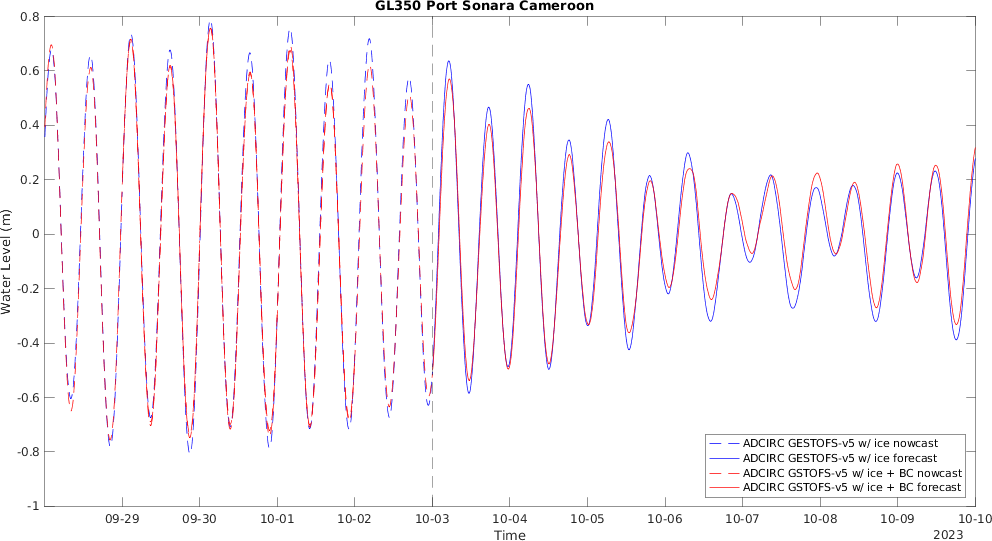 GL350 Port Sonara Cameroon
0.8
0.6
0.4
0.2
0
-0.2
-0.4
-0.6
-0.8
-1
Water Level (m)
ADCIRC GESTOFS-v5 w/ ice nowcast
ADCIRC GESTOFS-v5 w/ ice forecast
ADCIRC GSTOFS-v5 w/ ice + BC nowcast
ADCIRC GSTOFS-v5 w/ ice + BC forecast
09-29 09-30 10-01 10-02 10-03 10-04 10-05 10-06 10-07 10-08 10-09 10-10
Time
2023